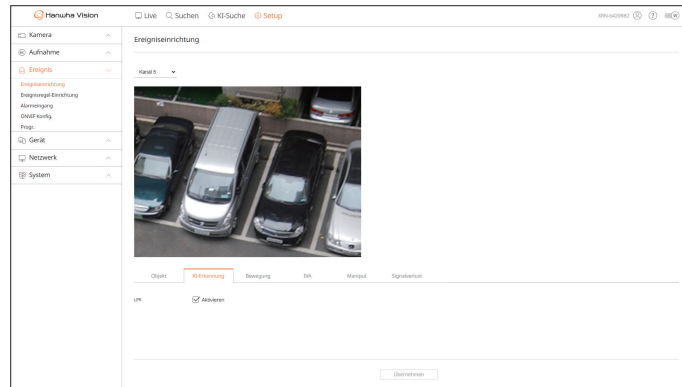 Hanwha Vision
Live Suchen KI-Suche Setup
XRN-6420RB2
Kamera
Aufnahme
Ereignis
Ereigniseinrichtung
Ereignisregel-Einrichtung
Alarmeingang
ONVIF Konfig.
Progr.
Gerät
Netzwerk
System
Ereigniseinrichtung
Kanal 5
Objekt KI-Erkennung Bewegung IVA Manipul. Signalverlust
LPR Aktivieren
Übernehmen